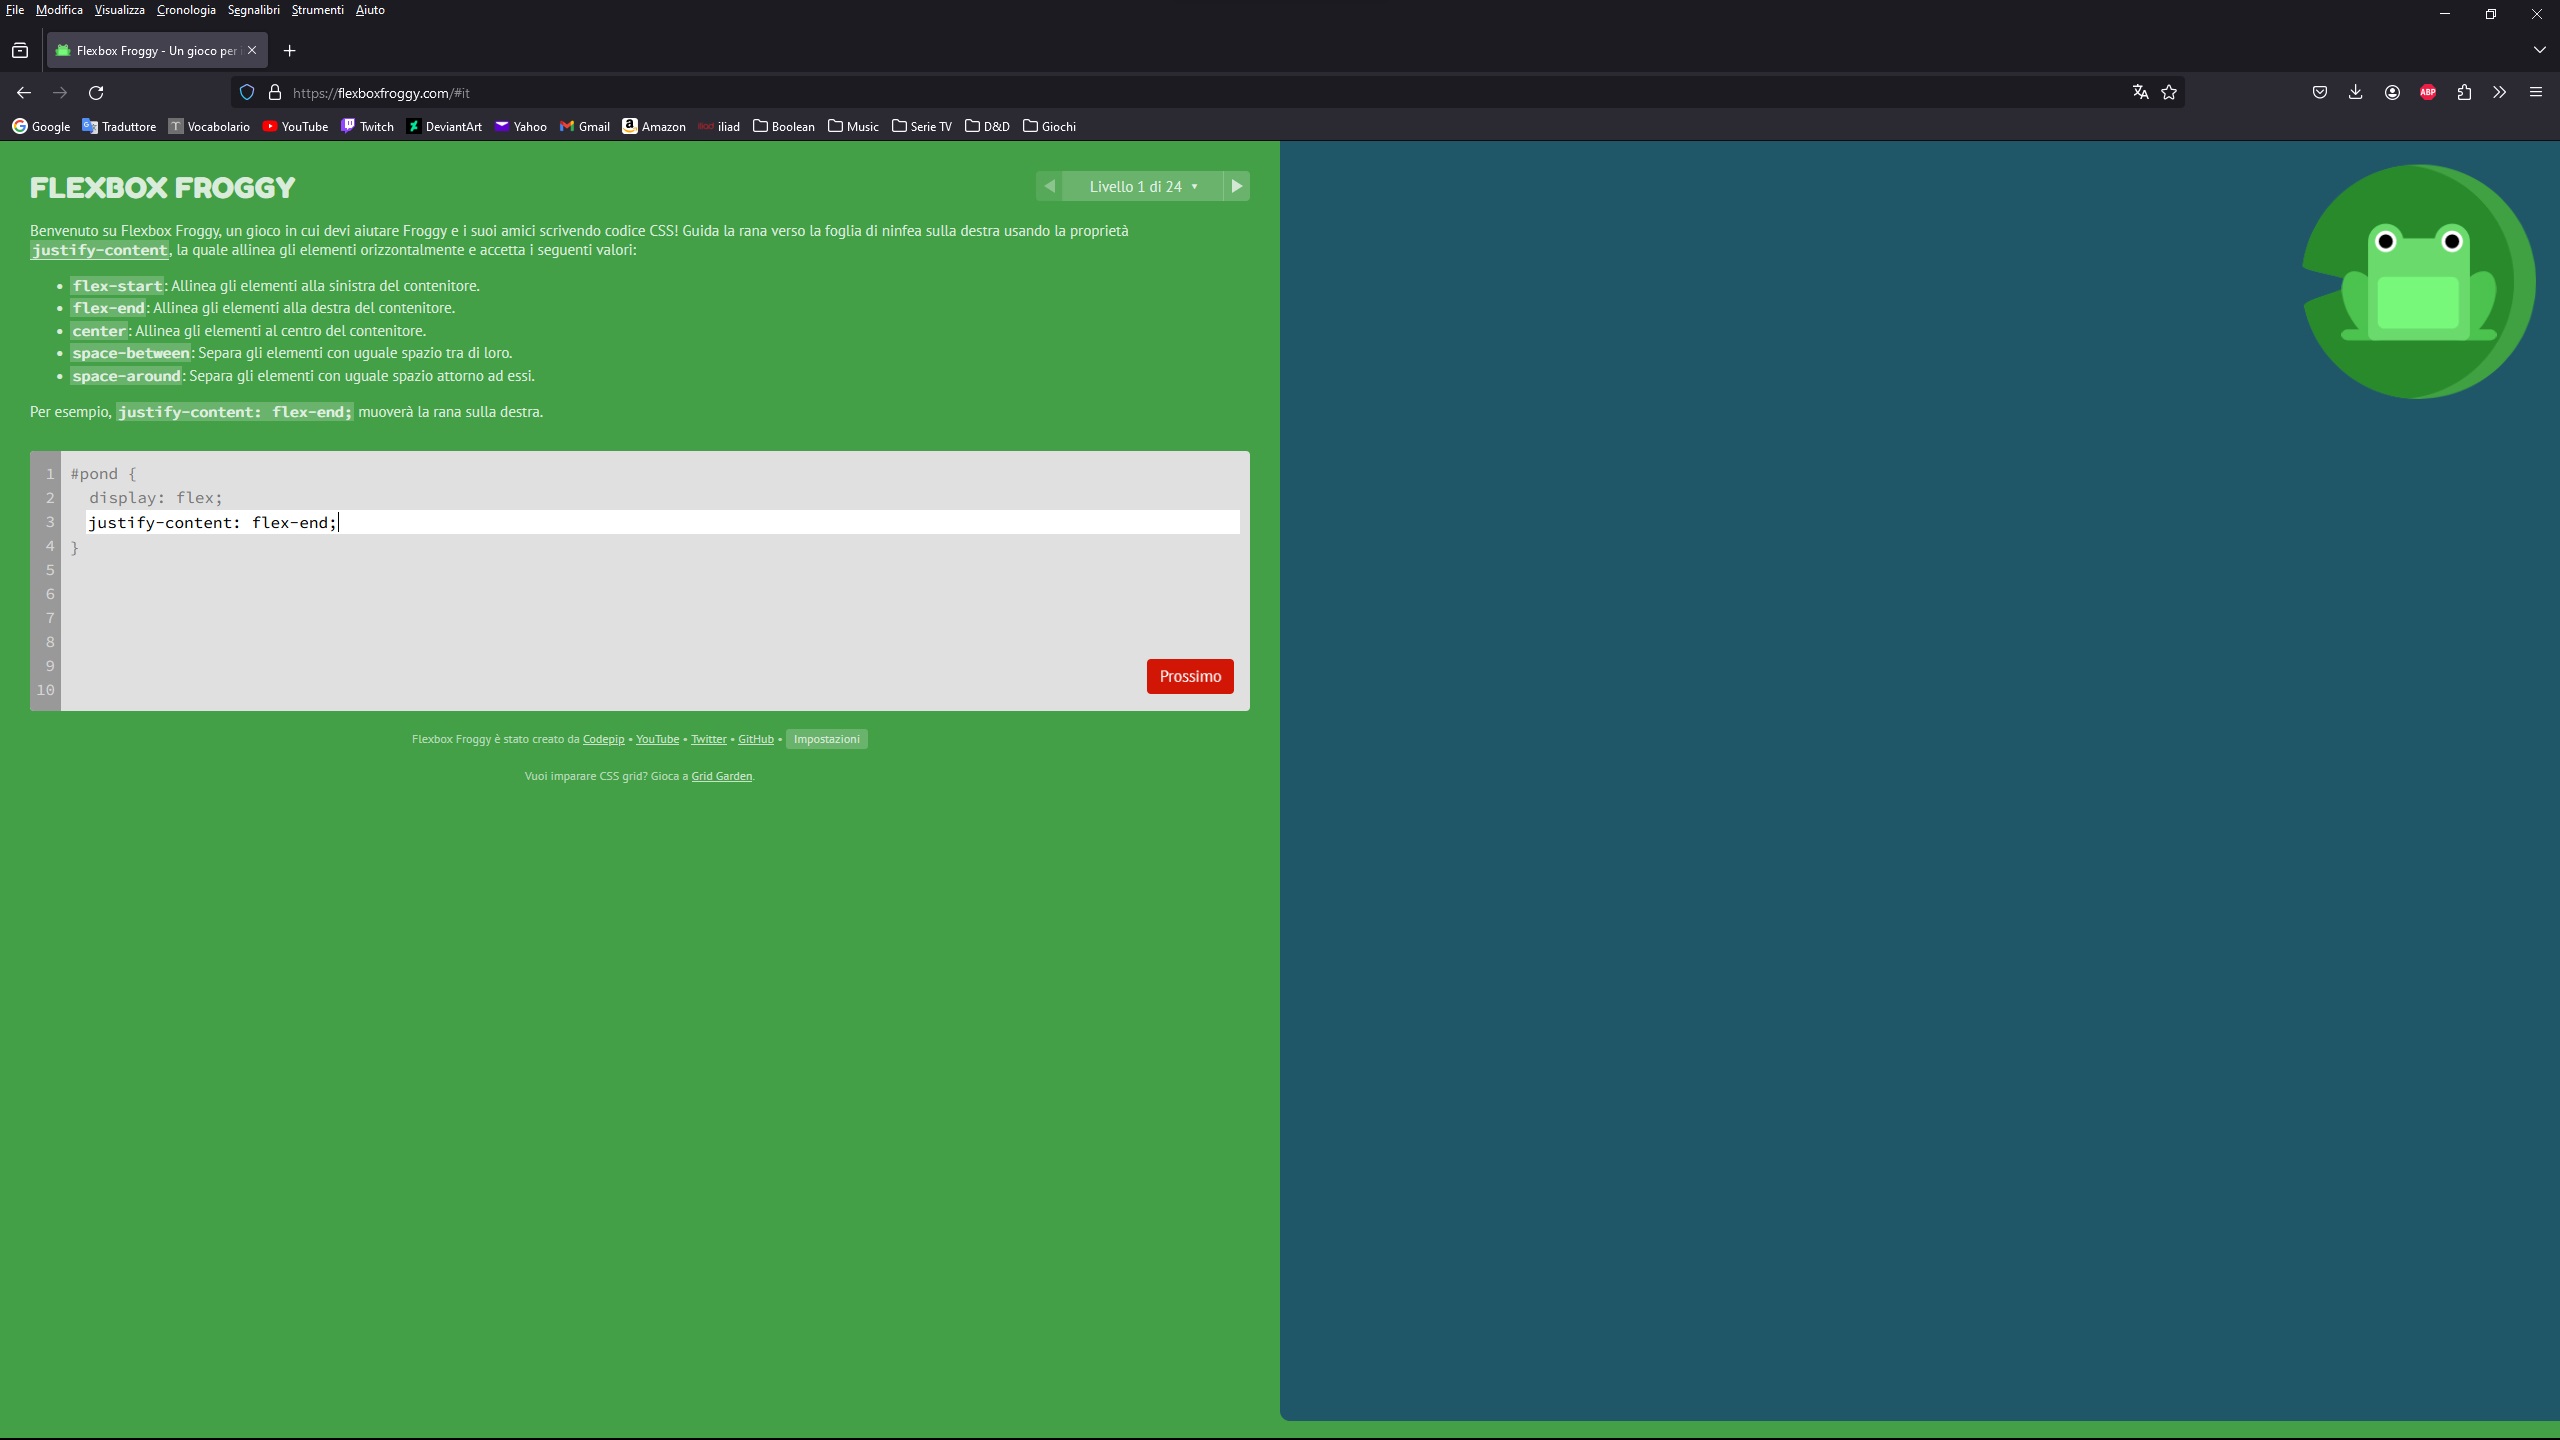 File Modifica Visualizza Cronologia Segnalibri Strumenti Aiuto
Flexbox Froggy - Un gioco per i
https://flexboxfroggy.com/#it
ABP
Google Traduttore T Vocabolario YouTube Twitch DeviantArt Yahoo Gmail Amazon iliad iliad Boolean Music Serie TV D&D Giochi
FLEXBOX FROGGY
Livello 1 di 24
Benvenuto su Flexbox Froggy, un gioco in cui devi aiutare Froggy e i suoi amici scrivendo codice CSS! Guida la rana verso la foglia di ninfea sulla destra usando la proprietà
justify-content, la quale allinea gli elementi orizzontalmente e accetta i seguenti valori:
• flex-start: Allinea gli elementi alla sinistra del contenitore.
• flex-end: Allinea gli elementi alla destra del contenitore.
• center: Allinea gli elementi al centro del contenitore.
• space-between: Separa gli elementi con uguale spazio tra di loro.
• space-around: Separa gli elementi con uguale spazio attorno ad essi.
Per esempio, justify-content: flex-end; muoverà la rana sulla destra.
1 #pond {
2 display: flex;
3 justify-content: flex-end;
4 }
5
6
7
8
9
10
Prossimo
Flexbox Froggy è stato creato da Codepip • YouTube • Twitter • GitHub • Impostazioni
Vuoi imparare CSS grid? Gioca a Grid Garden.